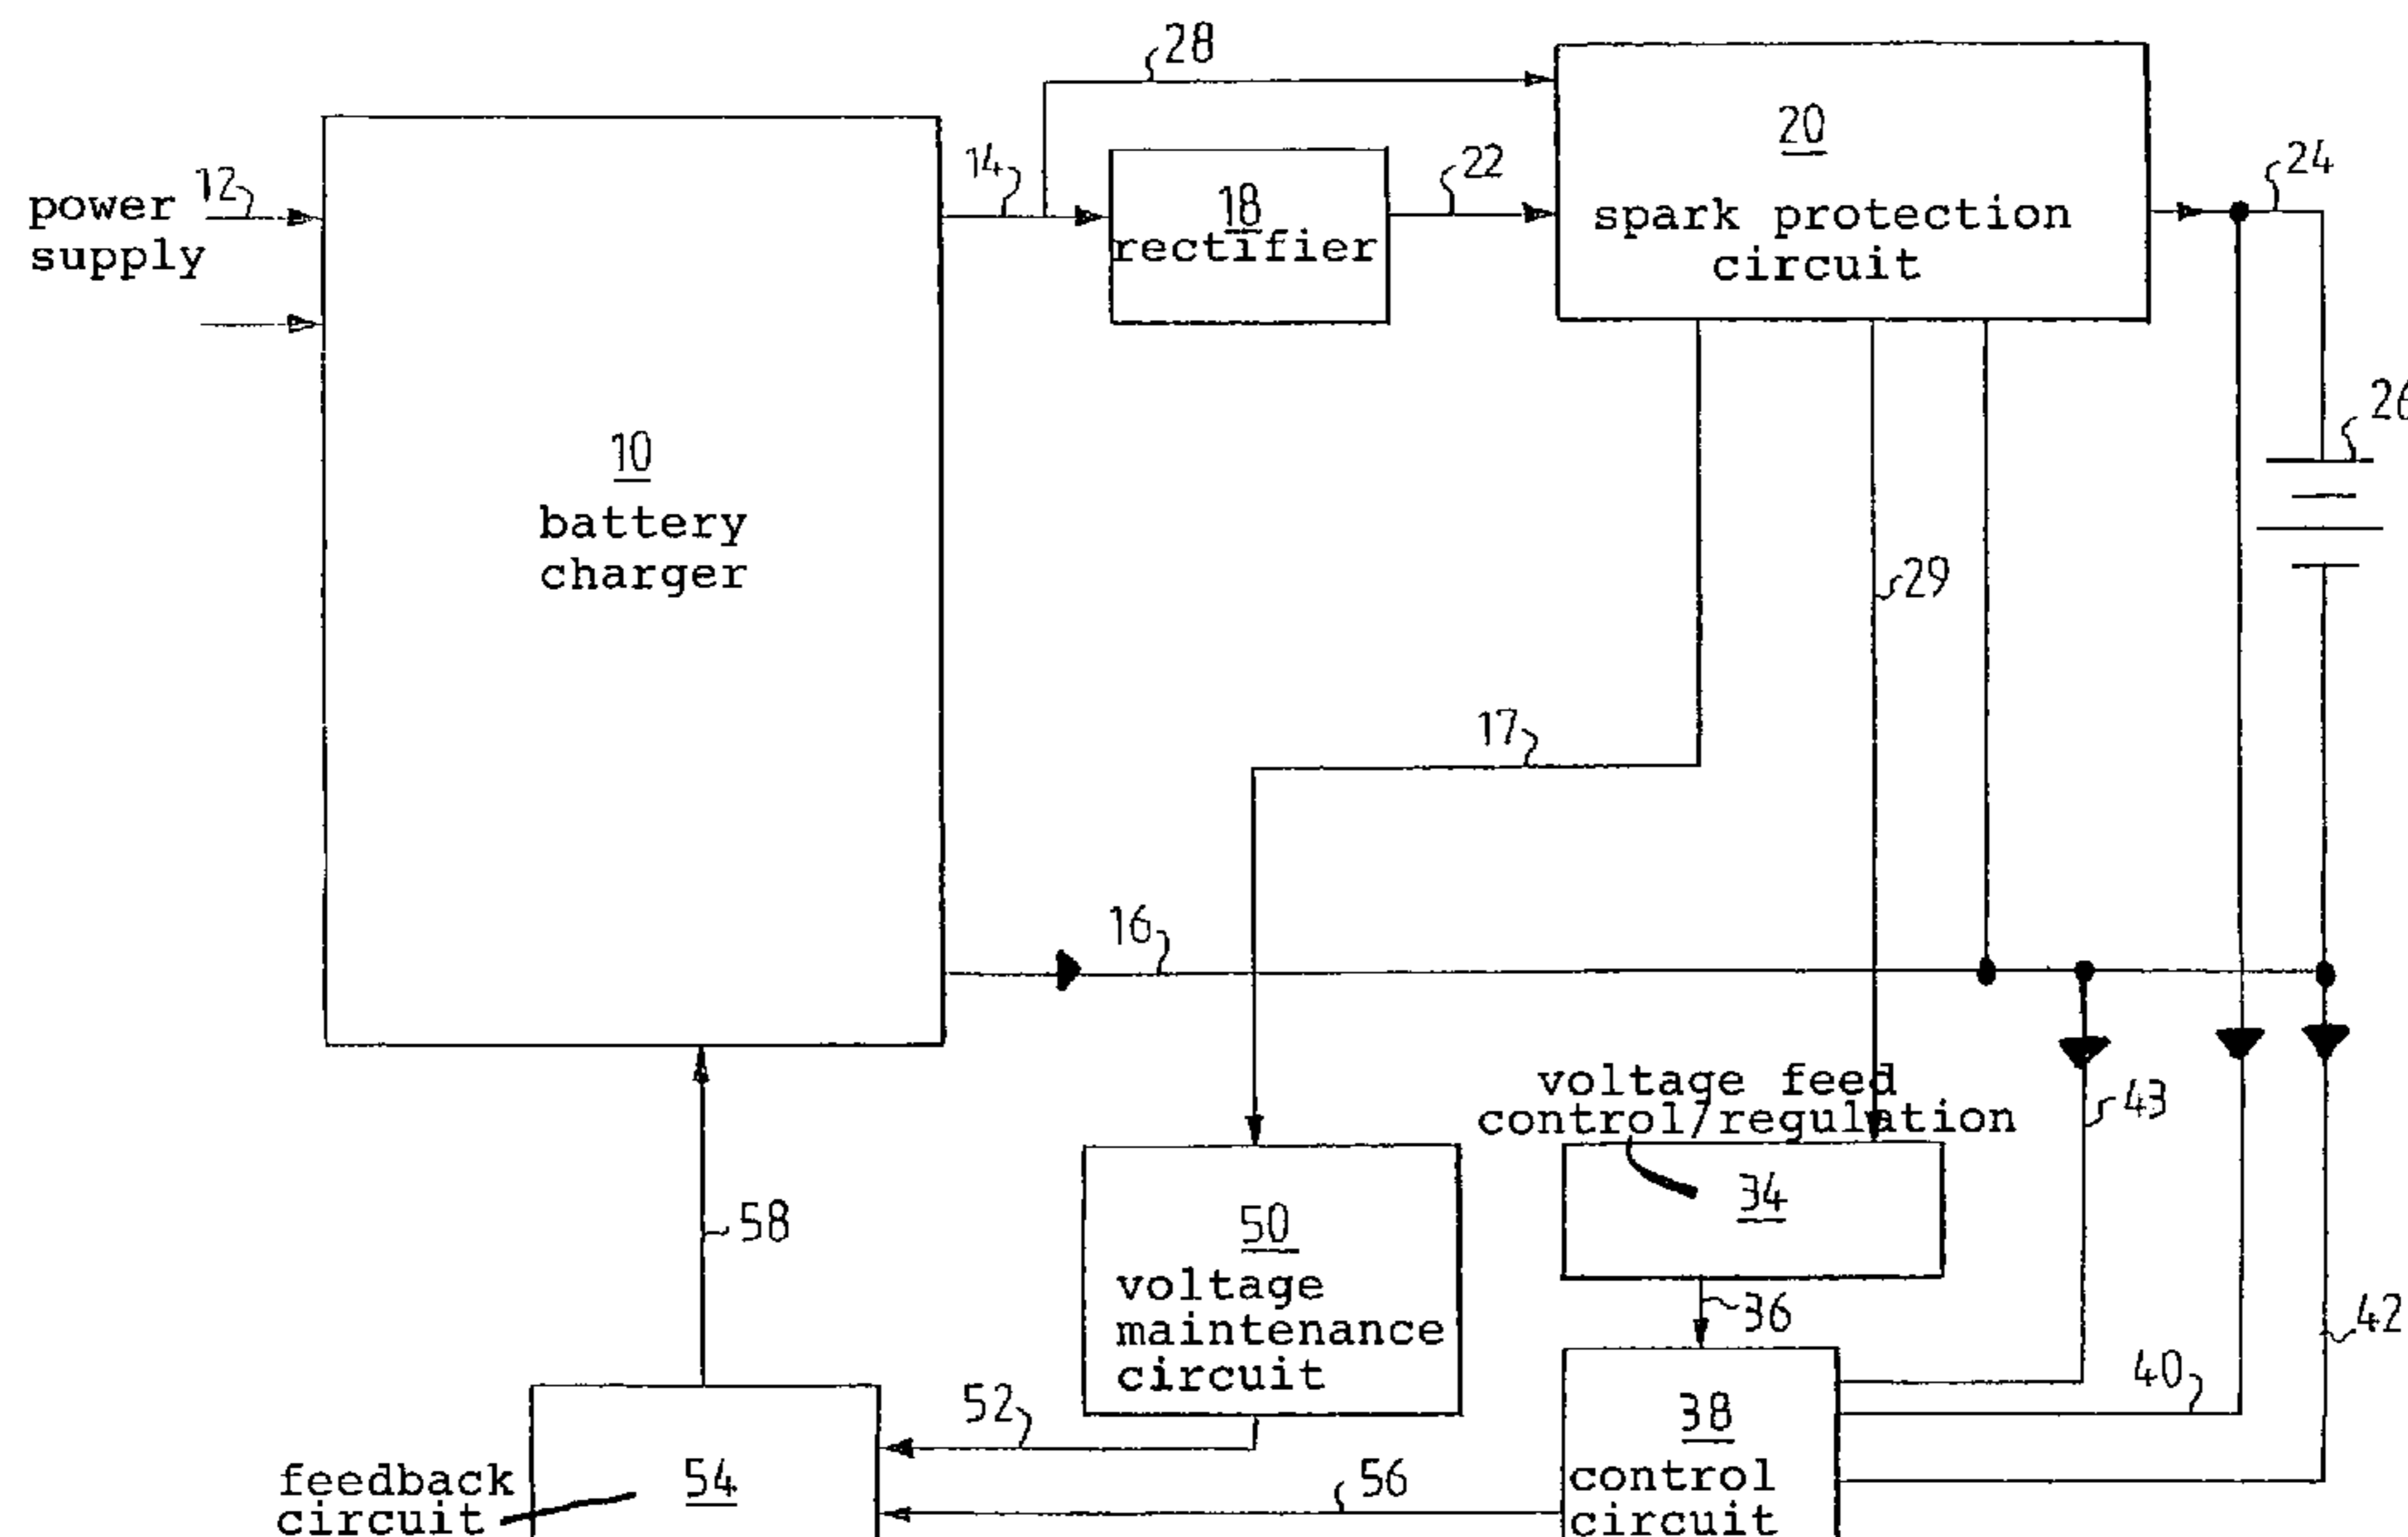 28
20
spark protection
circuit
24
power
supply
12
14
18
rectifier
22
26
10
battery
charger
29
17
16
voltage feed
control/regulation
43
34
58
50
voltage
maintenance
circuit
36
42
40
52
38
control
circuit
56
54
feedback
circuit